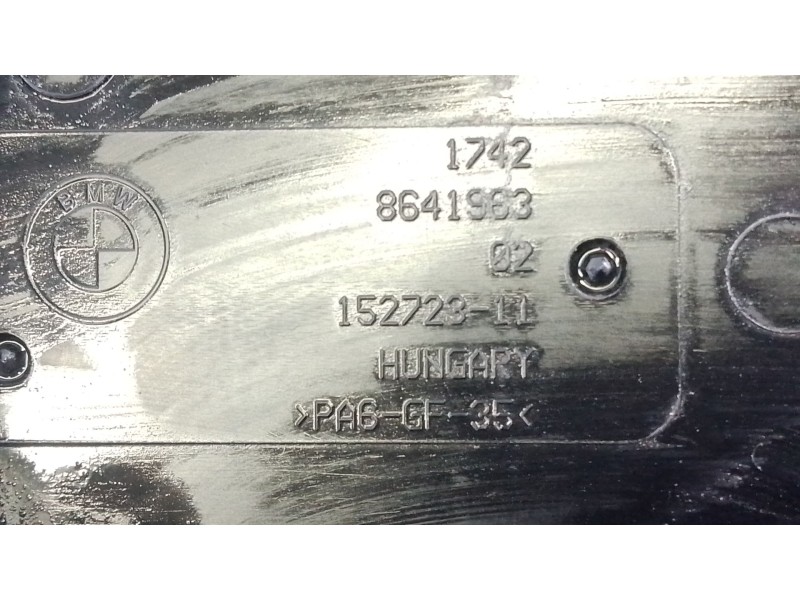 BMW
1742
8641963
02
152723-11
HUNGARY
>PA6-GF-35<